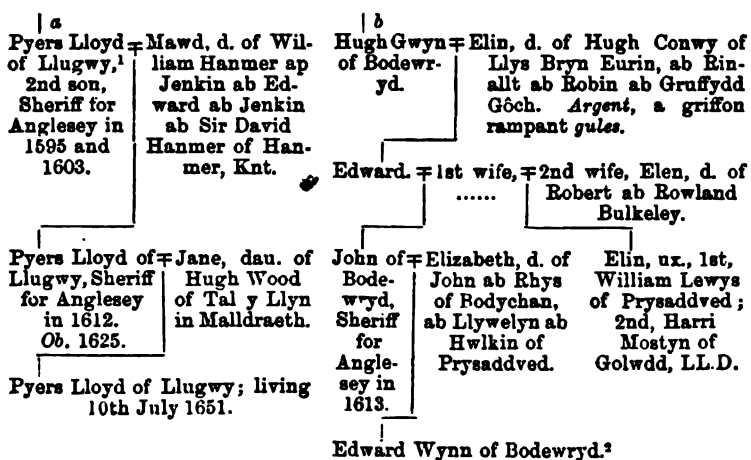 a
Pyers Lloyd
of Llugwy,¹
2nd son,
Sheriff for
Anglesey in
1595 and
1603.
Mawd, d. of Wil-
liam Hanmer ap
Jenkin ab Ed-
ward ab Jenkin
ab Sir David
Hanmer of Han-
mer, Knt.
Pyers Lloyd of
Llugwy, Sheriff
for Anglesey
in 1612.
Ob. 1625.
Jane, dau. of
Hugh Wood
of Tal y Llyn
in Malldraeth.
Pyers Lloyd of Llugwy; living
10th July 1651.
b
Hugh Gwyn
of Bodewr-
yd.
Elin, d. of Hugh Conwy of
Llys Bryn Eurin, ab Rin-
allt ab Robin ab Gruffydd
Gôch. Argent, a griffon
rampant gules.
Edward.
1st wife,
......
2nd wife, Elen, d. of
Robert ab Rowland
Bulkeley.
John of
Bode-
wryd,
Sheriff
for
Angle-
sey in
1613.
Elizabeth, d. of
John ab Rhys
of Bodychan,
ab Llywelyn ab
Hwlkin of
Prysaddved.
Elin, ux., 1st,
William Lewys
of Prysaddved;
2nd, Harri
Mostyn of
Golwdd, LL.D.
Edward Wynn of Bodewryd.²